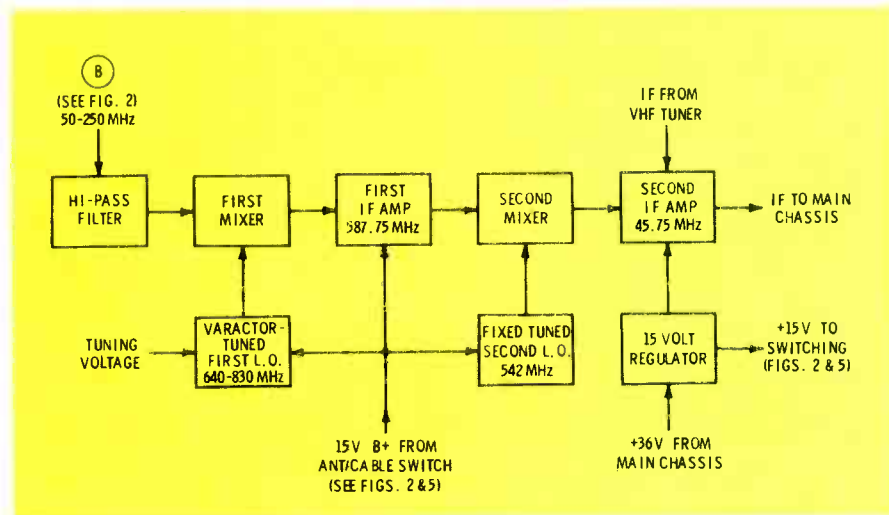 B
(SEE FIG. 2)
50-250 MHz
IF FROM
VHF TUNER
HI-PASS
FILTER
FIRST
MIXER
FIRST
IF AMP
587.75 MHz
SECOND
MIXER
SECOND
IF AMP
45.75 MHz
IF TO MAIN
CHASSIS
TUNING
VOLTAGE
VARACTOR-
TUNED
FIRST L.O.
640-830 MHz
FIXED TUNED
SECOND L.O.
542 MHz
15 VOLT
REGULATOR
+15V TO
SWITCHING
(FIGS. 2 & 5)
15V B+ FROM
ANT/CABLE SWITCH
(SEE FIGS. 2 & 5)
+36V FROM
MAIN CHASSIS